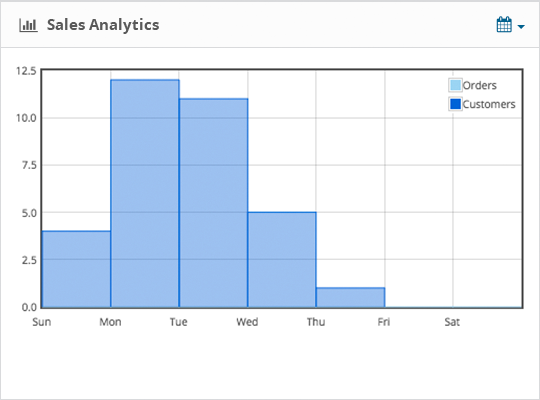 Sales Analytics
12.5
Orders
Customers
10.0
7.5
5.0
2.5
0.0
Sun Mon Tue Wed Thu Fri Sat